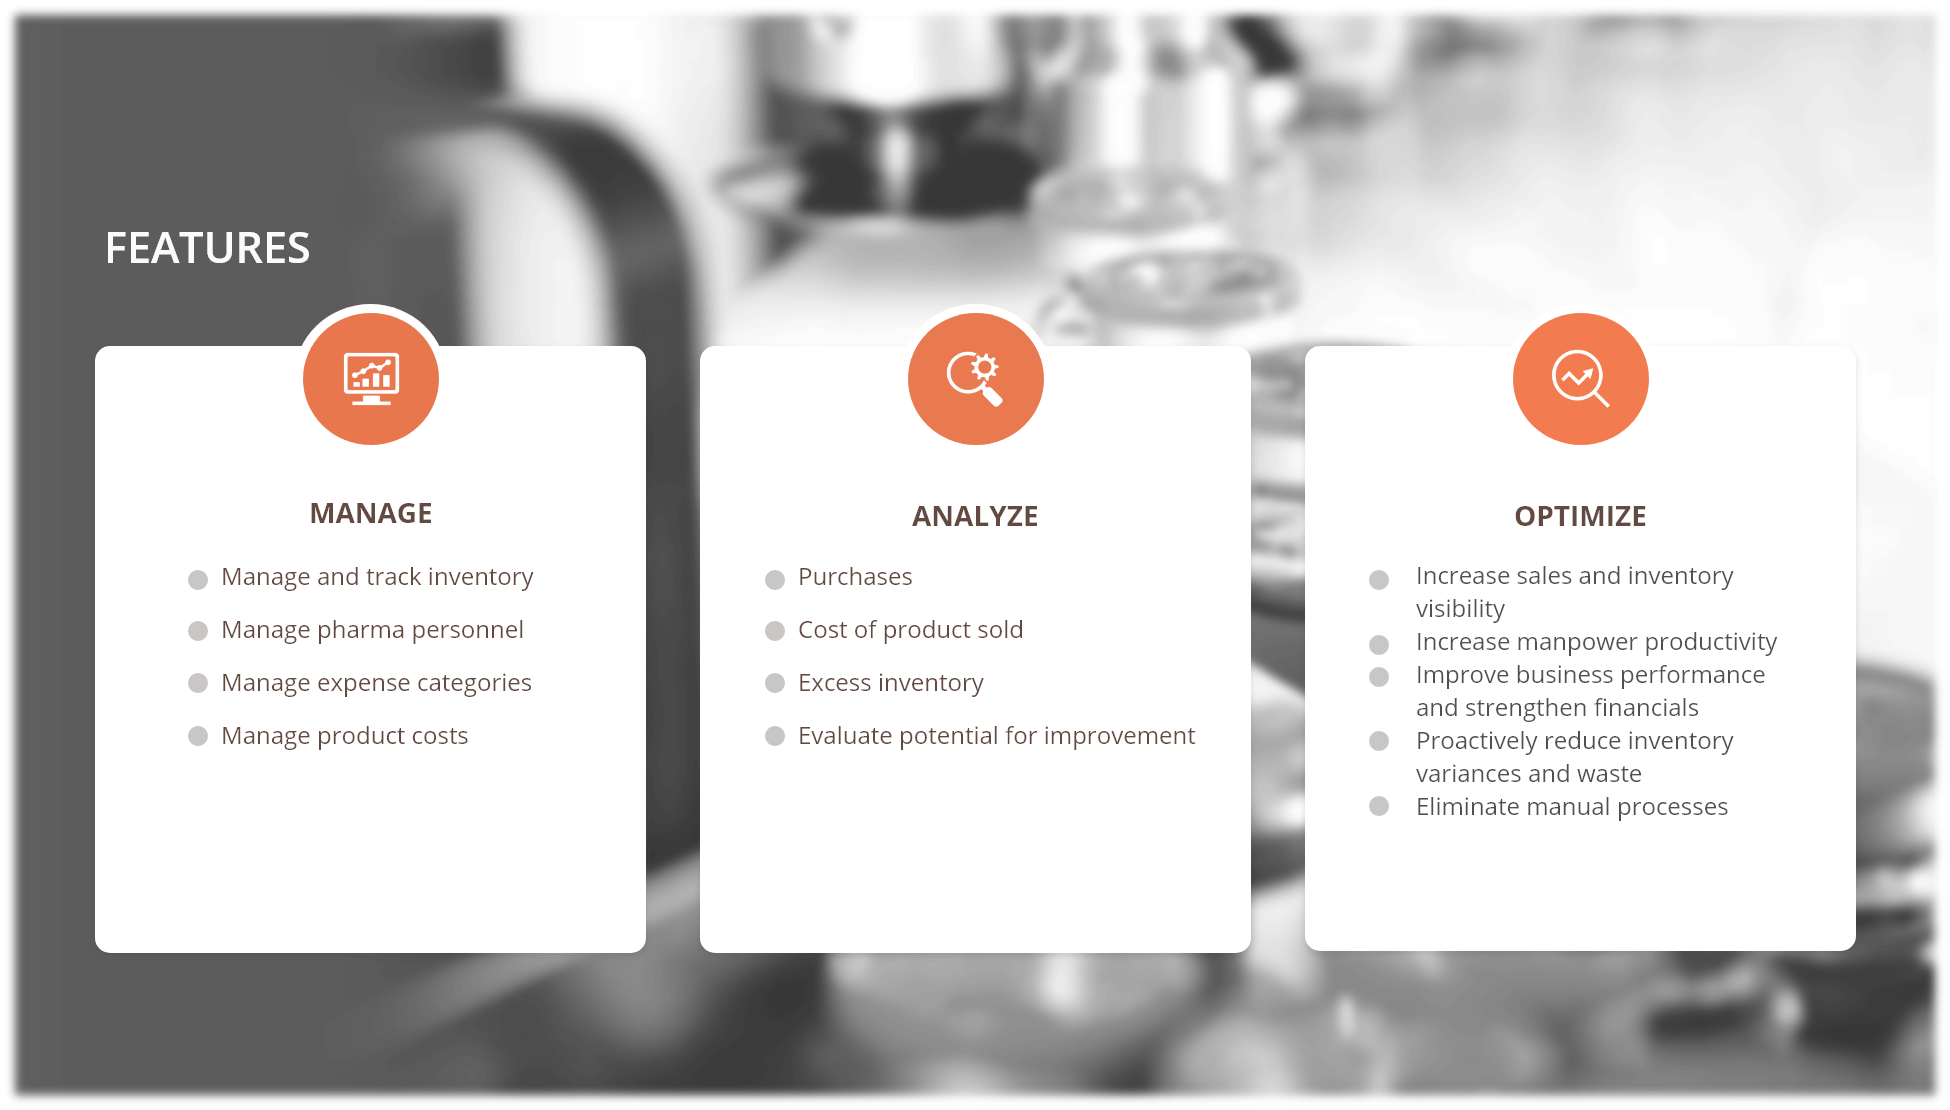 FEATURES
MANAGE
Manage and track inventory
Manage pharma personnel
Manage expense categories
Manage product costs
ANALYZE
Purchases
Cost of product sold
Excess inventory
Evaluate potential for improvement
OPTIMIZE
Increase sales and inventory
visibility
Increase manpower productivity
Improve business performance
and strengthen financials
Proactively reduce inventory
variances and waste
Eliminate manual processes